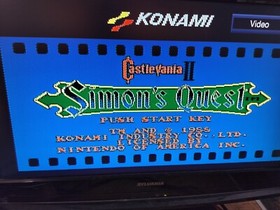 KONAMI
Video
Castlevania II
Simon's Quest
PUSH START KEY
TM AND © 1988
KONAMI INDUSTRY CO., LTD.
LICENSED BY
NINTENDO OF AMERICA INC.
SYLVANIA